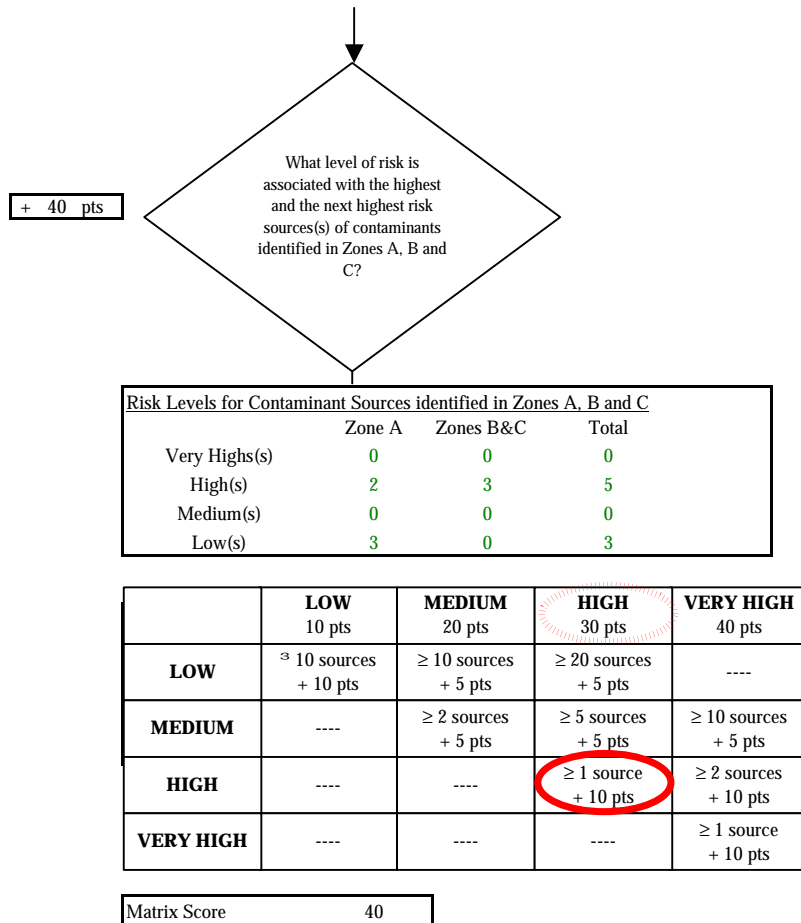 What level of risk is
associated with the highest
and the next highest risk
sources(s) of contaminants
identified in Zones A, B and
C?
+ 40 pts
Risk Levels for Contaminant Sources identified in Zones A, B and C
Zone A Zones B&C Total
Very Highs(s) 0 0 0
High(s) 2 3 5
Medium(s) 0 0 0
Low(s) 3 0 3
LOW MEDIUM HIGH VERY HIGH
10 pts 20 pts 30 pts 40 pts
LOW ³ 10 sources ≥ 10 sources ≥ 20 sources ----
+ 10 pts + 5 pts + 5 pts
MEDIUM ---- ≥ 2 sources ≥ 5 sources ≥ 10 sources
+ 5 pts + 5 pts + 5 pts
HIGH ---- ---- ≥ 1 source ≥ 2 sources
+ 10 pts + 10 pts
VERY HIGH ---- ---- ---- ≥ 1 source
+ 10 pts
Matrix Score 40